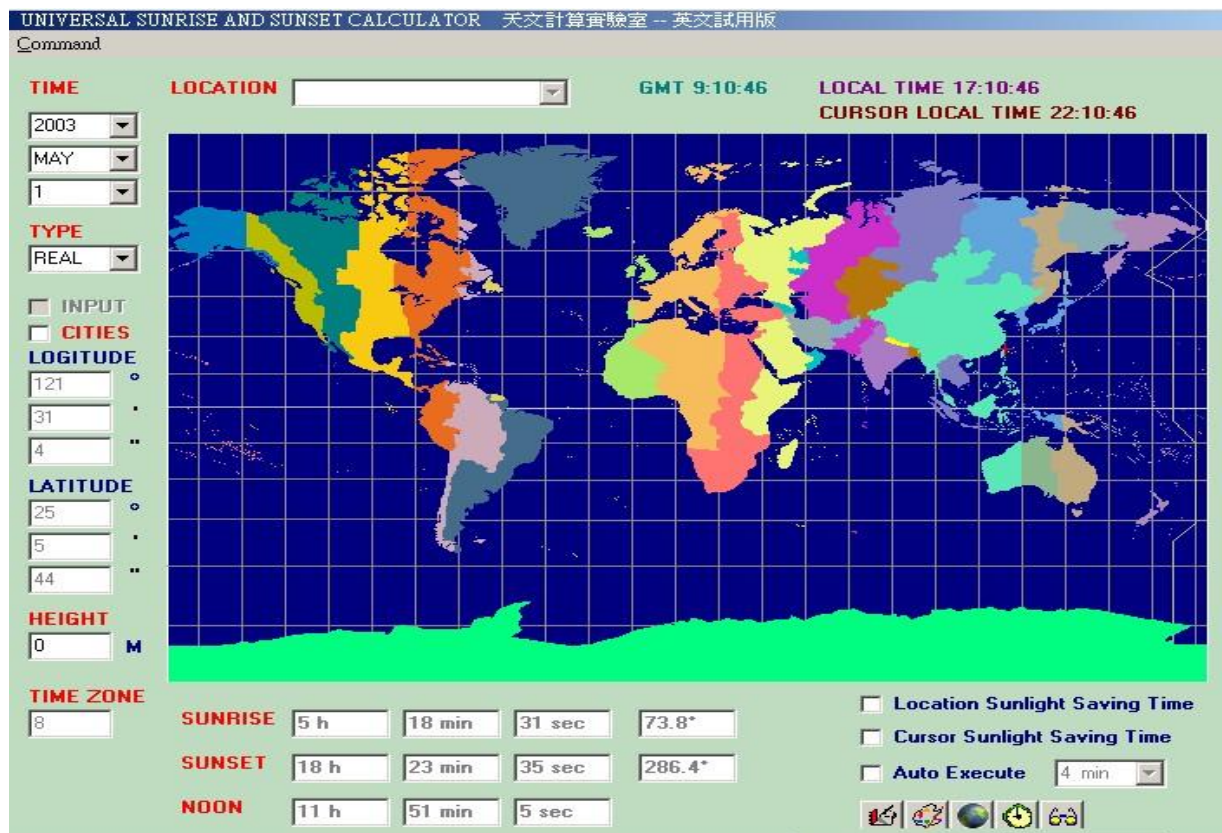 UNIVERSAL SUNRISE AND SUNSET CALCULATOR 天文計算實驗室 -- 英文試用版
Command
TIME
LOCATION
GMT 9:10:46
LOCAL TIME 17:10:46
CURSOR LOCAL TIME 22:10:46
2003
MAY
1
TYPE
REAL
INPUT
CITIES
LOGITUDE
121 °
31 '
4 "
LATITUDE
25 °
5 '
44 "
HEIGHT
0 M
TIME ZONE
8
SUNRISE 5 h 18 min 31 sec 73.8°
SUNSET 18 h 23 min 35 sec 286.4°
NOON 11 h 51 min 5 sec
Location Sunlight Saving Time
Cursor Sunlight Saving Time
Auto Execute 4 min